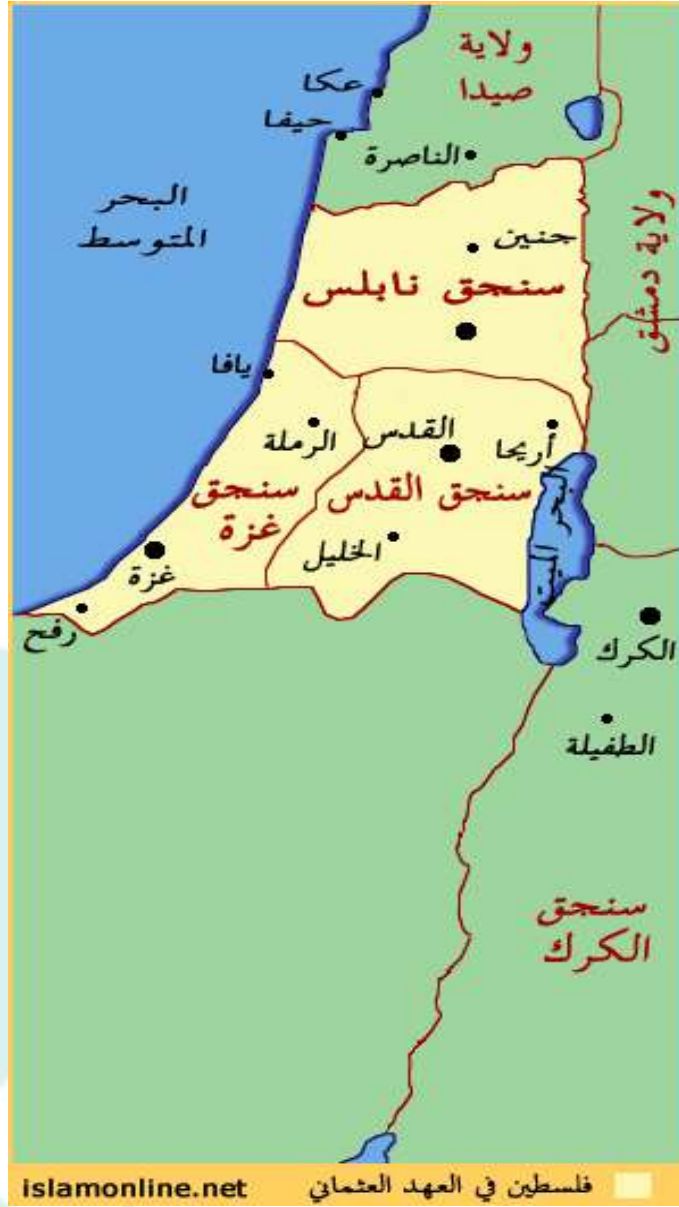 ولاية
صيدا
عكا
حيفا
الناصرة
البحر
المتوسط
ولاية دمشق
جنين
سنجق نابلس
يافا
الرملة
القدس
أريحا
سنجق
غزة
سنجق القدس
البحر الميت
الخليل
غزة
رفح
الكرك
الطفيلة
سنجق
الكرك
فلسطين في العهد العثماني
islamonline.net